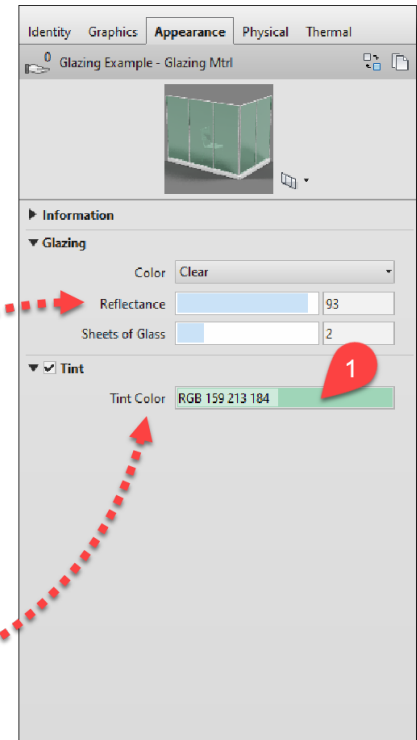 Identity Graphics Appearance Physical Thermal
0 Glazing Example - Glazing Mtrl
Information
Glazing
Color Clear
Reflectance 93
Sheets of Glass 2
Tint
1
Tint Color RGB 159 213 184